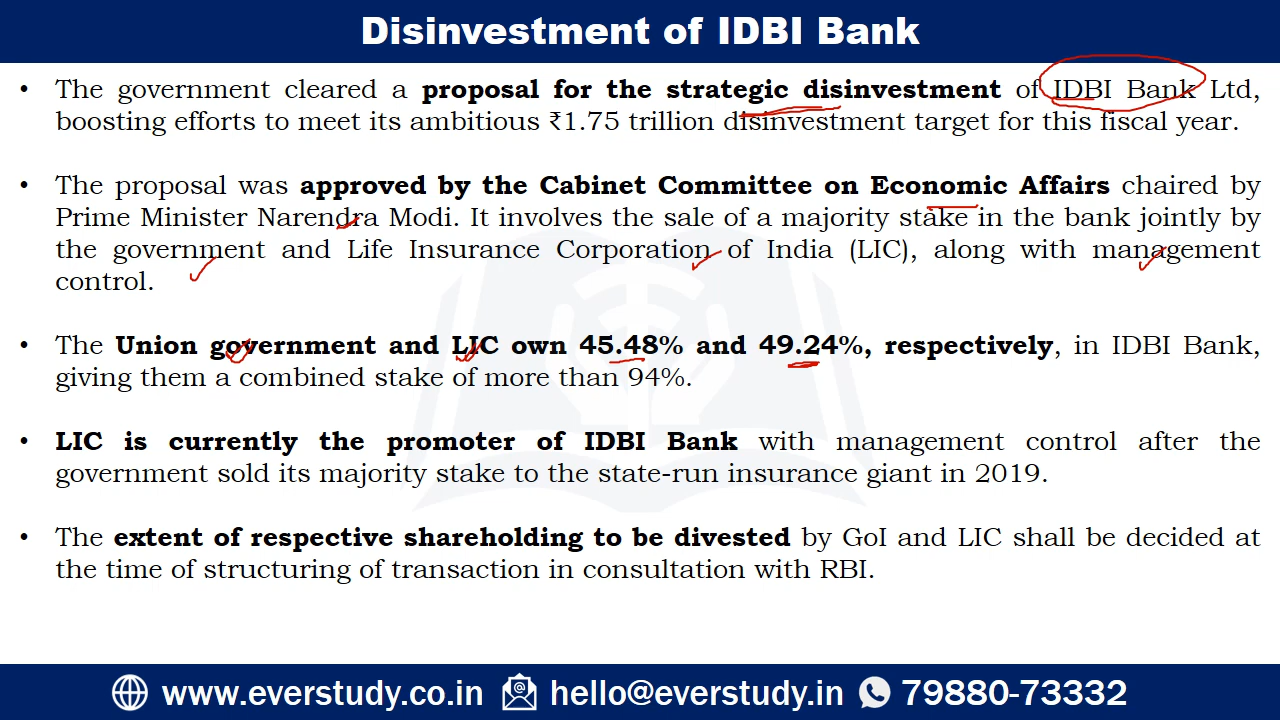 Disinvestment of IDBI Bank
• The government cleared a proposal for the strategic disinvestment of IDBI Bank Ltd,
boosting efforts to meet its ambitious ₹1.75 trillion disinvestment target for this fiscal year.
• The proposal was approved by the Cabinet Committee on Economic Affairs chaired by
Prime Minister Narendra Modi. It involves the sale of a majority stake in the bank jointly by
the government and Life Insurance Corporation of India (LIC), along with management
control.
• The Union government and LIC own 45.48% and 49.24%, respectively, in IDBI Bank,
giving them a combined stake of more than 94%.
• LIC is currently the promoter of IDBI Bank with management control after the
government sold its majority stake to the state-run insurance giant in 2019.
• The extent of respective shareholding to be divested by GoI and LIC shall be decided at
the time of structuring of transaction in consultation with RBI.
www.everstudy.co.in hello@everstudy.in 79880-73332